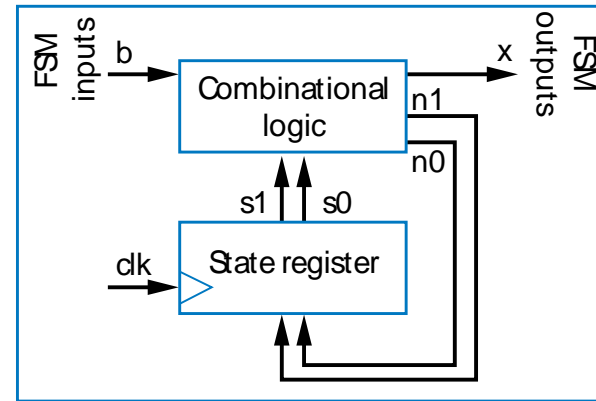 FSM
inputs
b
Combinational
logic
x
FSM
outputs
n1
n0
s1
s0
clk
State register